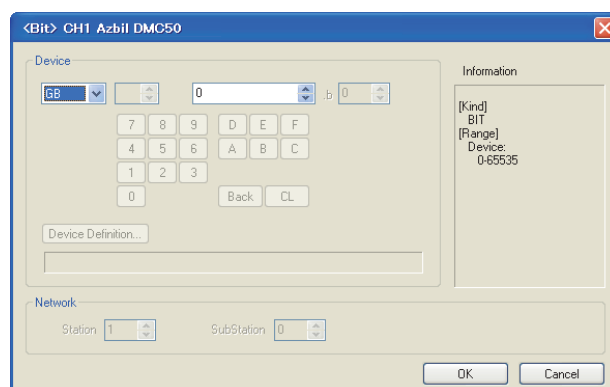 <Bit> CH1 Azbil DMC50
Device
GB 0 .b 0
7 8 9 D E F
4 5 6 A B C
1 2 3
0 Back CL
Device Definition...
Information
[Kind]
BIT
[Range]
Device:
0-65535
Network
Station 1 SubStation 0
OK Cancel